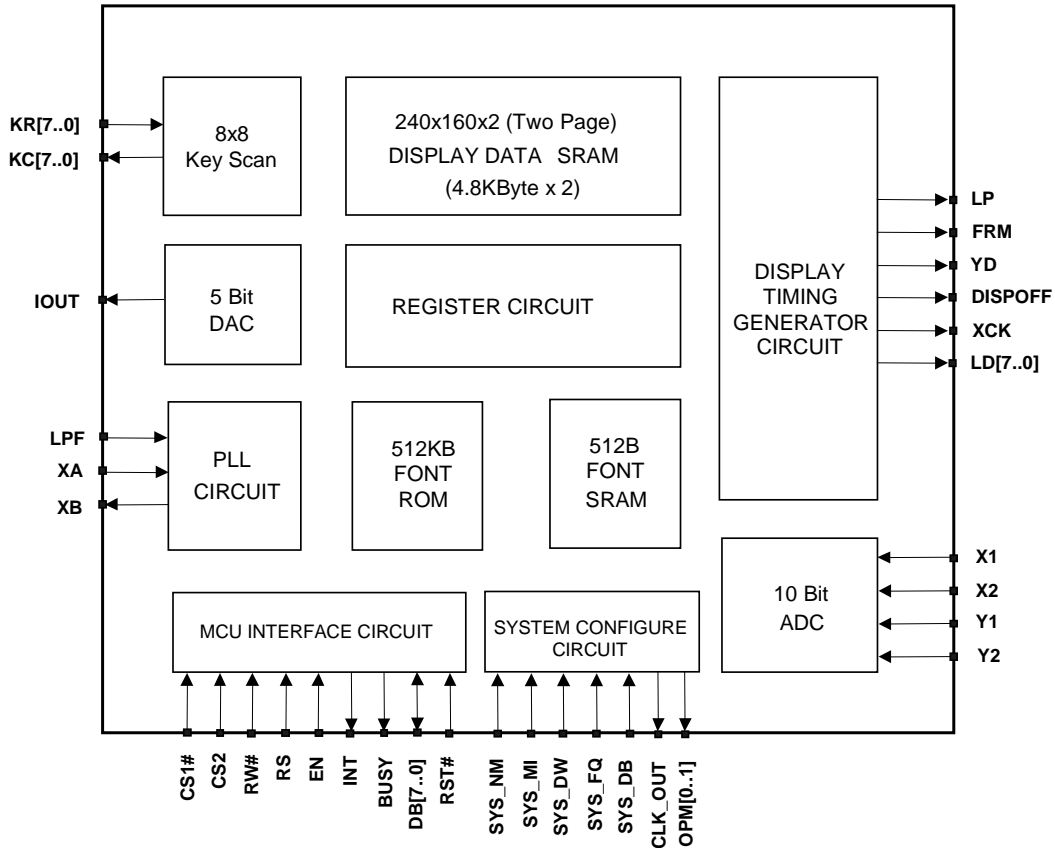 KR[7..0]
KC[7..0]
8x8
Key Scan
240x160x2 (Two Page)
DISPLAY DATA SRAM
(4.8KByte x 2)
IOUT
5 Bit
DAC
REGISTER CIRCUIT
DISPLAY
TIMING
GENERATOR
CIRCUIT
LP
FRM
YD
DISPOFF
XCK
LD[7..0]
LPF
XA
XB
PLL
CIRCUIT
512KB
FONT
ROM
512B
FONT
SRAM
10 Bit
ADC
X1
X2
Y1
Y2
MCU INTERFACE CIRCUIT
SYSTEM CONFIGURE
CIRCUIT
CS1#
CS2
RW#
RS
EN
INT
BUSY
DB[7..0]
RST#
SYS_NM
SYS_MI
SYS_DW
SYS_FQ
SYS_DB
CLK_OUT
OPM[0..1]